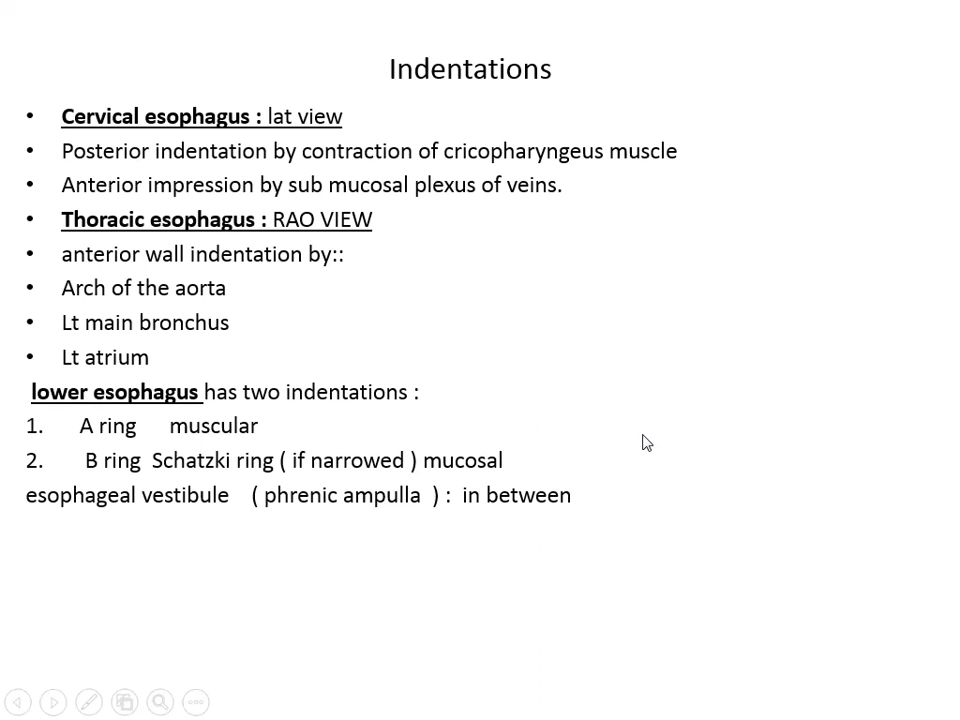 Indentations
• Cervical esophagus : lat view
• Posterior indentation by contraction of cricopharyngeus muscle
• Anterior impression by sub mucosal plexus of veins.
• Thoracic esophagus : RAO VIEW
• anterior wall indentation by::
• Arch of the aorta
• Lt main bronchus
• Lt atrium
lower esophagus has two indentations :
1. A ring muscular
2. B ring Schatzki ring ( if narrowed ) mucosal
esophageal vestibule ( phrenic ampulla ) : in between